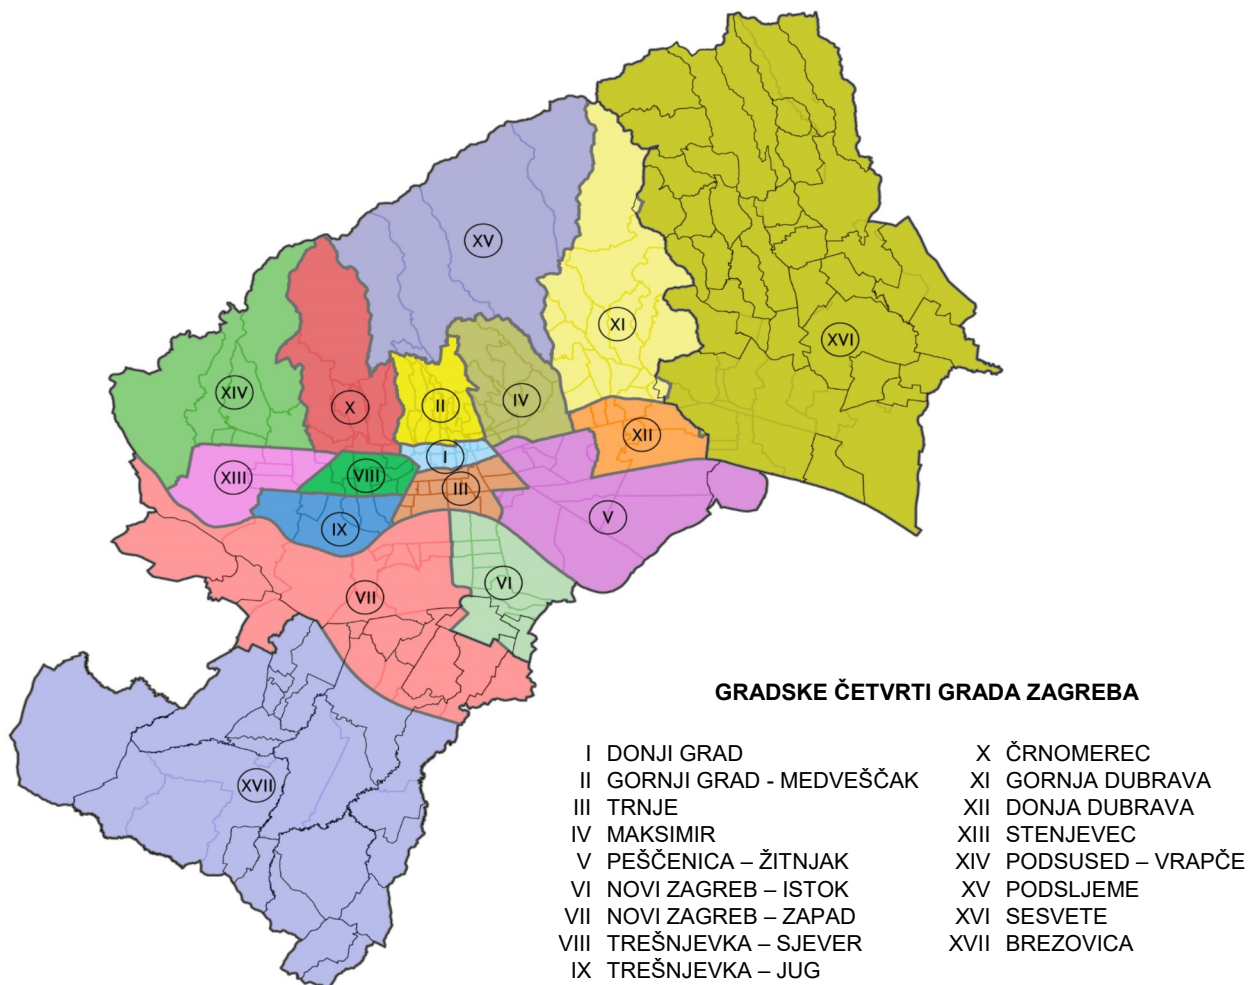 XV
XI
XVI
XIV
X
II
IV
XII
I
XIII
VIII
III
IX
V
VI
VII
XVII
GRADSKE ČETVRTI GRADA ZAGREBA
I DONJI GRAD
II GORNJI GRAD - MEDVEŠČAK
III TRNJE
IV MAKSIMIR
V PEŠČENICA – ŽITNJAK
VI NOVI ZAGREB – ISTOK
VII NOVI ZAGREB – ZAPAD
VIII TREŠNJEVKA – SJEVER
IX TREŠNJEVKA – JUG
X ČRNOMEREC
XI GORNJA DUBRAVA
XII DONJA DUBRAVA
XIII STENJEVEC
XIV PODSUSED – VRAPČE
XV PODSLJEME
XVI SESVETE
XVII BREZOVICA